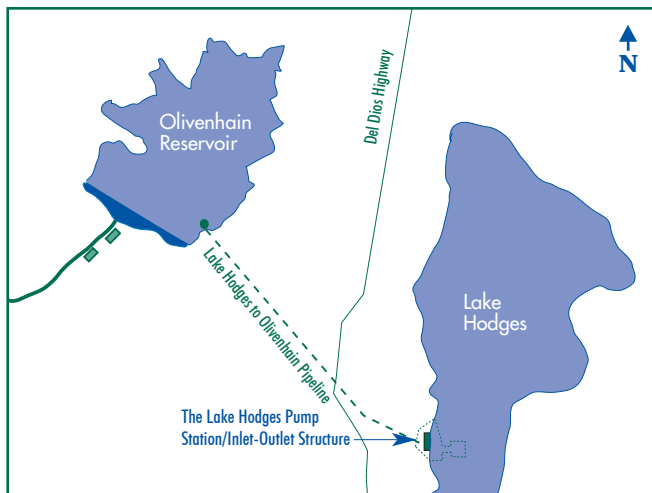 Olivenhain
Reservoir
Del Dios Highway
N
Lake Hodges to Olivenhain Pipeline
Lake
Hodges
The Lake Hodges Pump
Station/Inlet-Outlet Structure